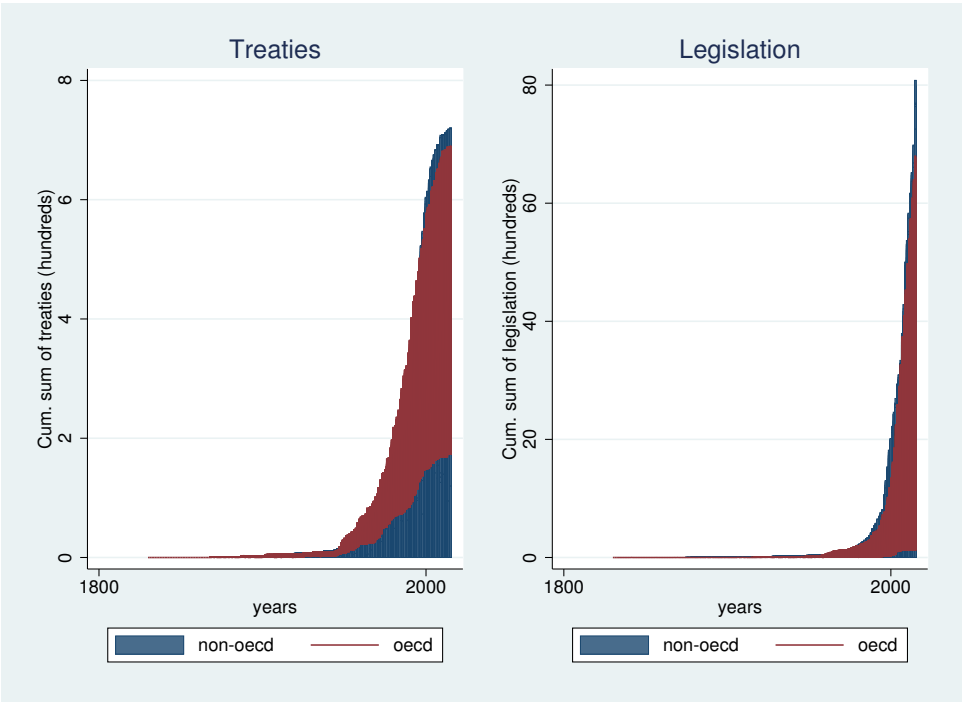 Treaties
Cum. sum of treaties (hundreds)
8
6
4
2
0
1800 2000
years
non-oecd oecd
Legislation
Cum. sum of legislation (hundreds)
80
60
40
20
0
1800 2000
years
non-oecd oecd